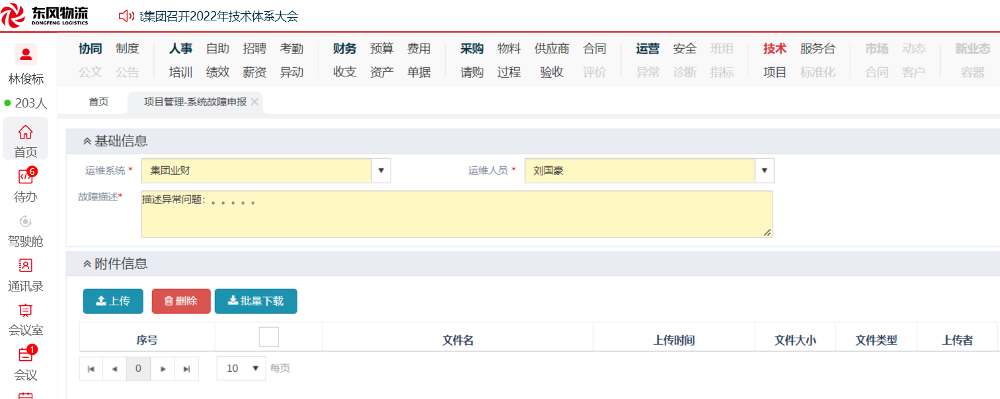 东风物流
DONGFENG LOGISTICS
集团召开2022年技术体系大会
林俊标
203人
首页
6
待办
驾驶舱
通讯录
会议室
1
会议
协同 制度 人事 自助 招聘 考勤 财务 预算 费用 采购 物料 供应商 合同 运营 安全 班组 技术 服务台 市场 动态 新业态
公文 公告 培训 绩效 薪资 异动 收支 资产 单据 请购 过程 验收 评价 异常 诊断 指标 项目 标准化 合同 客户 容器
首页 项目管理-系统故障申报
基础信息
运维系统 * 集团业财 运维人员 * 刘国豪
故障描述* 描述异常问题：。。。。。
附件信息
上传 删除 批量下载
序号 文件名 上传时间 文件大小 文件类型 上传者
0 10 每页